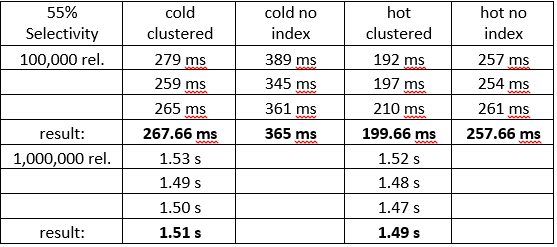 55% Selectivity cold clustered cold no index hot clustered hot no index
100,000 rel. 279 ms 389 ms 192 ms 257 ms
259 ms 345 ms 197 ms 254 ms
265 ms 361 ms 210 ms 261 ms
result: 267.66 ms 365 ms 199.66 ms 257.66 ms
1,000,000 rel. 1.53 s 1.52 s
1.49 s 1.48 s
1.50 s 1.47 s
result: 1.51 s 1.49 s